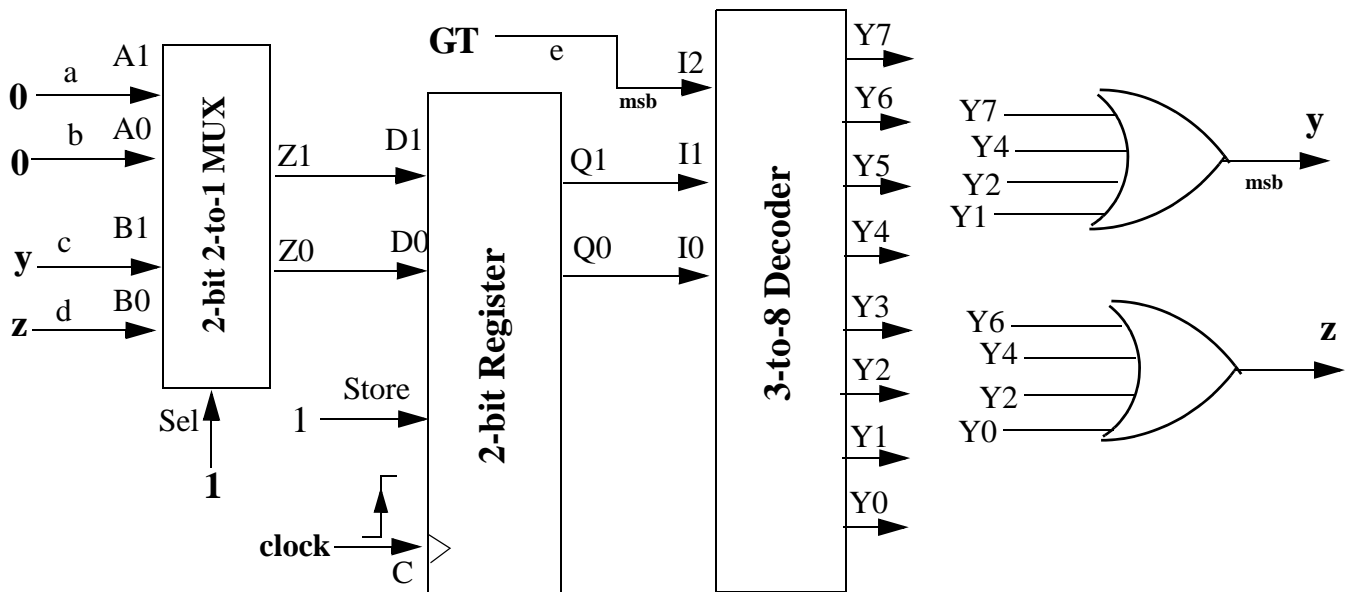 0
a
A1
0
b
A0
y
c
B1
z
d
B0
2-bit 2-to-1 MUX
Sel
1
Z1
Z0
D1
D0
1
Store
clock
C
2-bit Register
Q1
Q0
GT
e
msb
I2
I1
I0
3-to-8 Decoder
Y7
Y6
Y5
Y4
Y3
Y2
Y1
Y0
Y7
Y4
Y2
Y1
y
msb
Y6
Y4
Y2
Y0
z